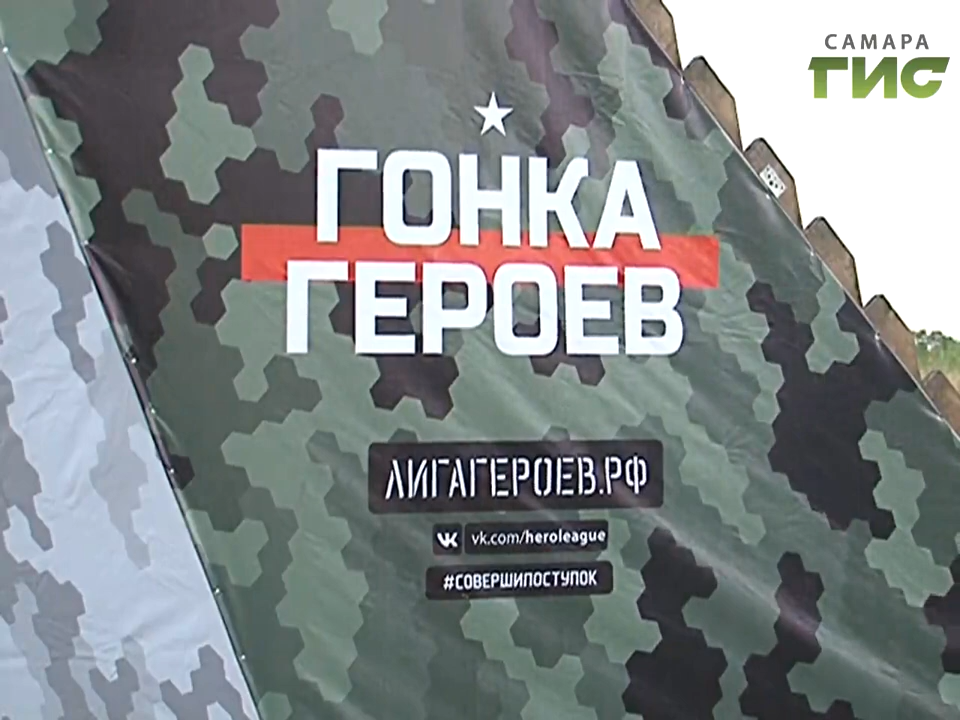 САМАРА
ГИС
ГОНКА
ГЕРОЕВ
ЛИГАГЕРОЕВ.РФ
vk.com/heroleague
#СОВЕРШИПОСТУПОК